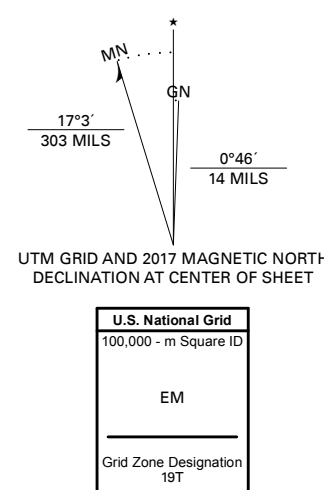 ★
MN
GN
17°3´
303 MILS
0°46´
14 MILS
UTM GRID AND 2017 MAGNETIC NORTH
DECLINATION AT CENTER OF SHEET
U.S. National Grid
100,000 - m Square ID
EM
Grid Zone Designation
19T